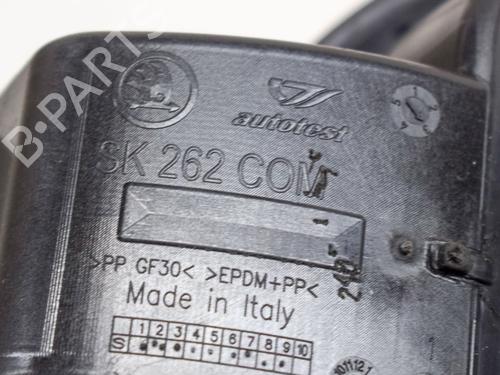 B-PARTS
autotest
SK 262 COM
>PP GF30< >EPDM+PP<
Made in Italy
1 2 3 4 5 6 7 8 9 10
S